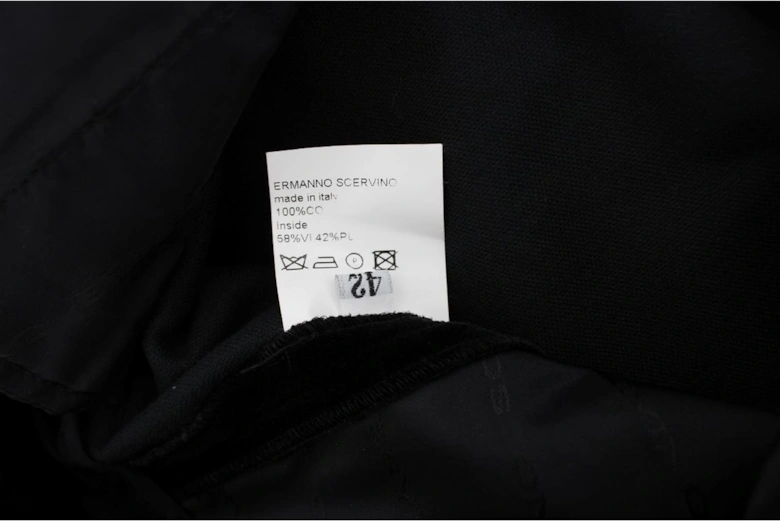 ERMANNO SCERVINO
made in italy
100%CO
Inside
58%VI 42%PL
P
42